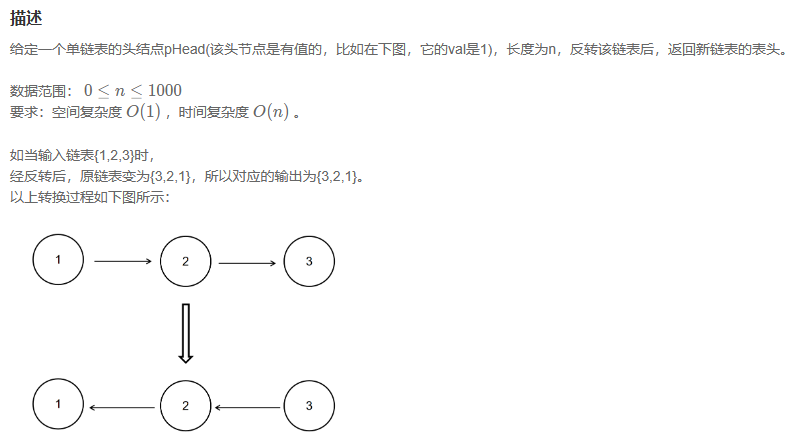 描述
给定一个单链表的头结点pHead(该头节点是有值的，比如在下图，它的val是1)，长度为n，反转该链表后，返回新链表的表头。
数据范围： 0 ≤ n ≤ 1000
要求：空间复杂度 O(1) ，时间复杂度 O(n) 。
如当输入链表{1,2,3}时，
经反转后，原链表变为{3,2,1}，所以对应的输出为{3,2,1}。
以上转换过程如下图所示：
1 2 3
1 2 3